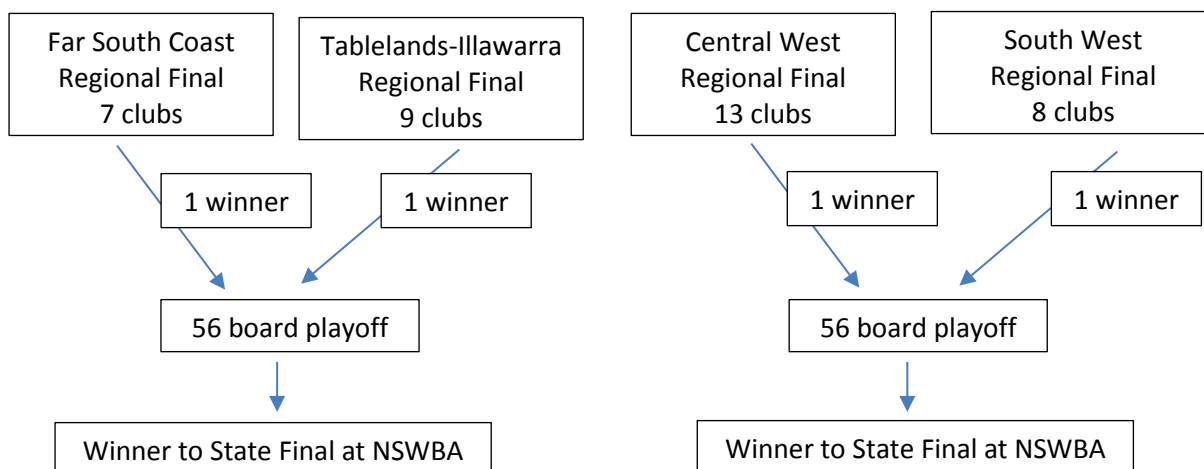 Far South Coast
Regional Final
7 clubs
Tablelands-Illawarra
Regional Final
9 clubs
Central West
Regional Final
13 clubs
South West
Regional Final
8 clubs
1 winner
1 winner
1 winner
1 winner
56 board playoff
56 board playoff
Winner to State Final at NSWBA
Winner to State Final at NSWBA